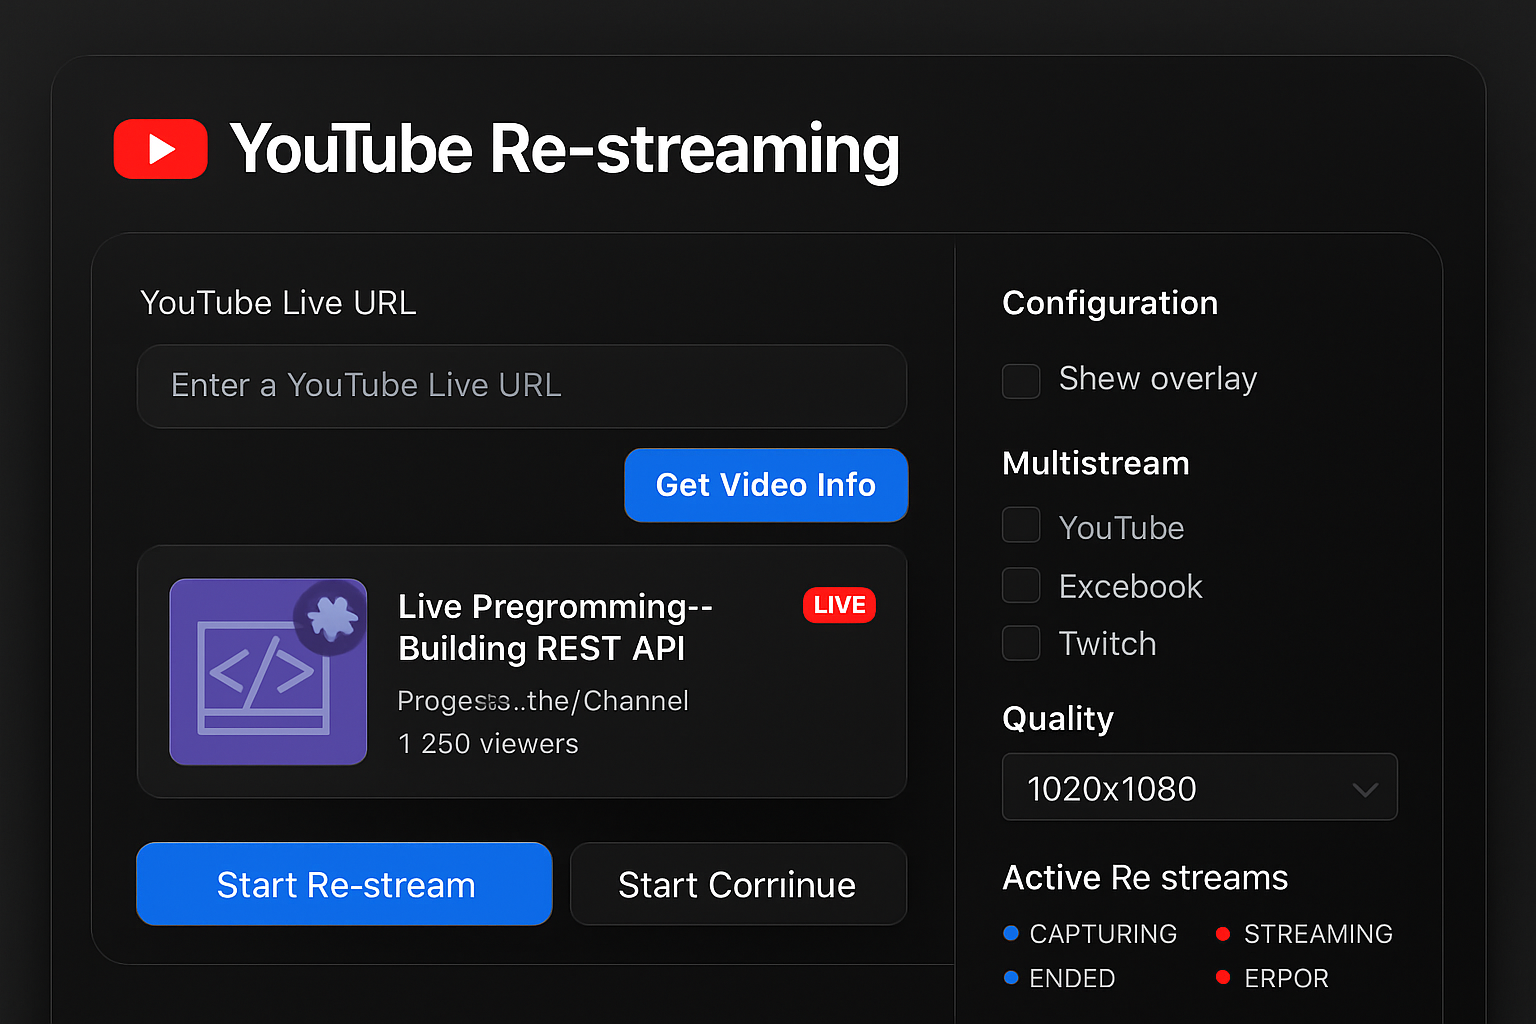 YouTube Re-streaming
YouTube Live URL
Enter a YouTube Live URL
Get Video Info
Live Pregromming--
Building REST API
LIVE
Progests..the/Channel
1 250 viewers
Start Re-stream
Start Corrıinue
Configuration
Shew overlay
Multistream
YouTube
Excebook
Twitch
Quality
1020x1080
Active Re streams
CAPTURING
STREAMING
ENDED
ERPOR